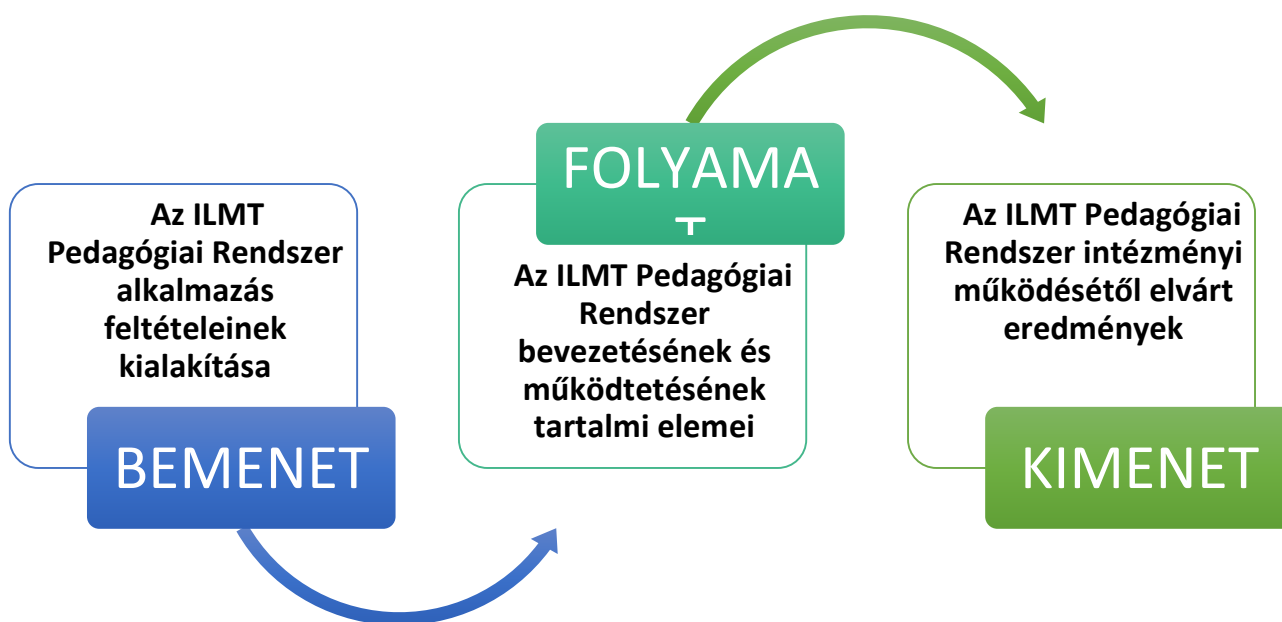 Az ILMT
Pedagógiai Rendszer
alkalmazás
feltételeinek
kialakítása
BEMENET
FOLYAMA
T
Az ILMT Pedagógiai
Rendszer
bevezetésének és
működtetésének
tartalmi elemei
Az ILMT Pedagógiai
Rendszer intézményi
működésétől elvárt
eredmények
KIMENET